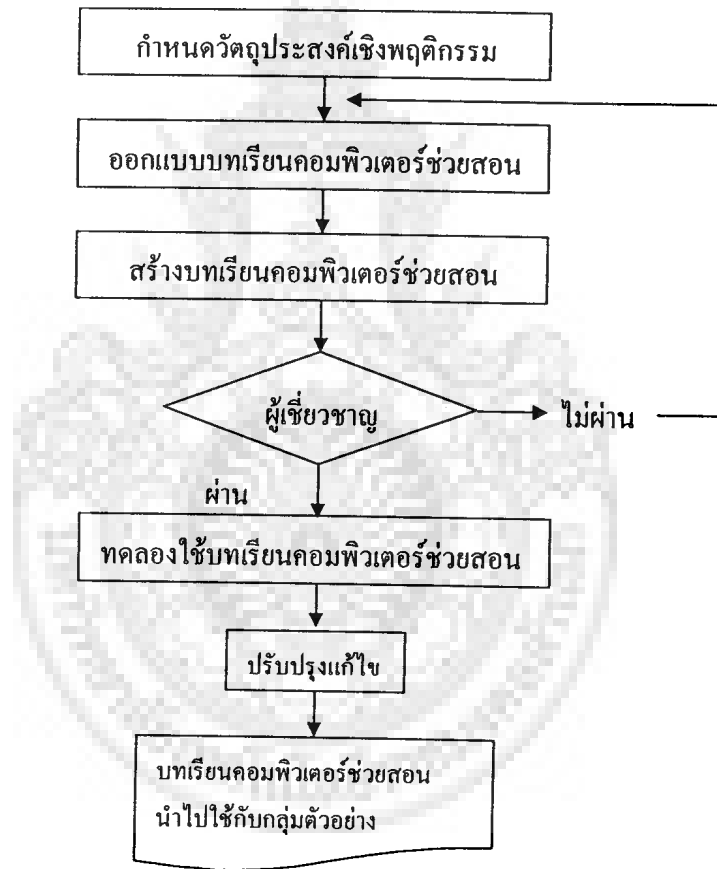 กำหนดวัตถุประสงค์เชิงพฤติกรรม
ออกแบบบทเรียนคอมพิวเตอร์ช่วยสอน
สร้างบทเรียนคอมพิวเตอร์ช่วยสอน
ผู้เชี่ยวชาญ
ไม่ผ่าน
ผ่าน
ทดลองใช้บทเรียนคอมพิวเตอร์ช่วยสอน
ปรับปรุงแก้ไข
บทเรียนคอมพิวเตอร์ช่วยสอน
นำไปใช้กับกลุ่มตัวอย่าง